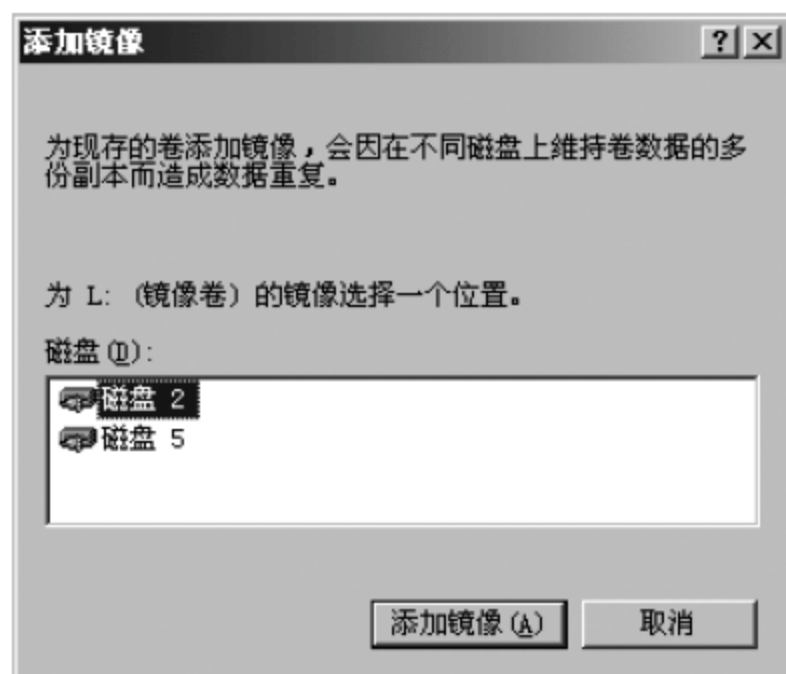 添加镜像
为现存的卷添加镜像，会因在不同磁盘上维持卷数据的多
份副本而造成数据重复。
为 L: (镜像卷) 的镜像选择一个位置。
磁盘(D):
磁盘 2
磁盘 5
添加镜像(A)
取消